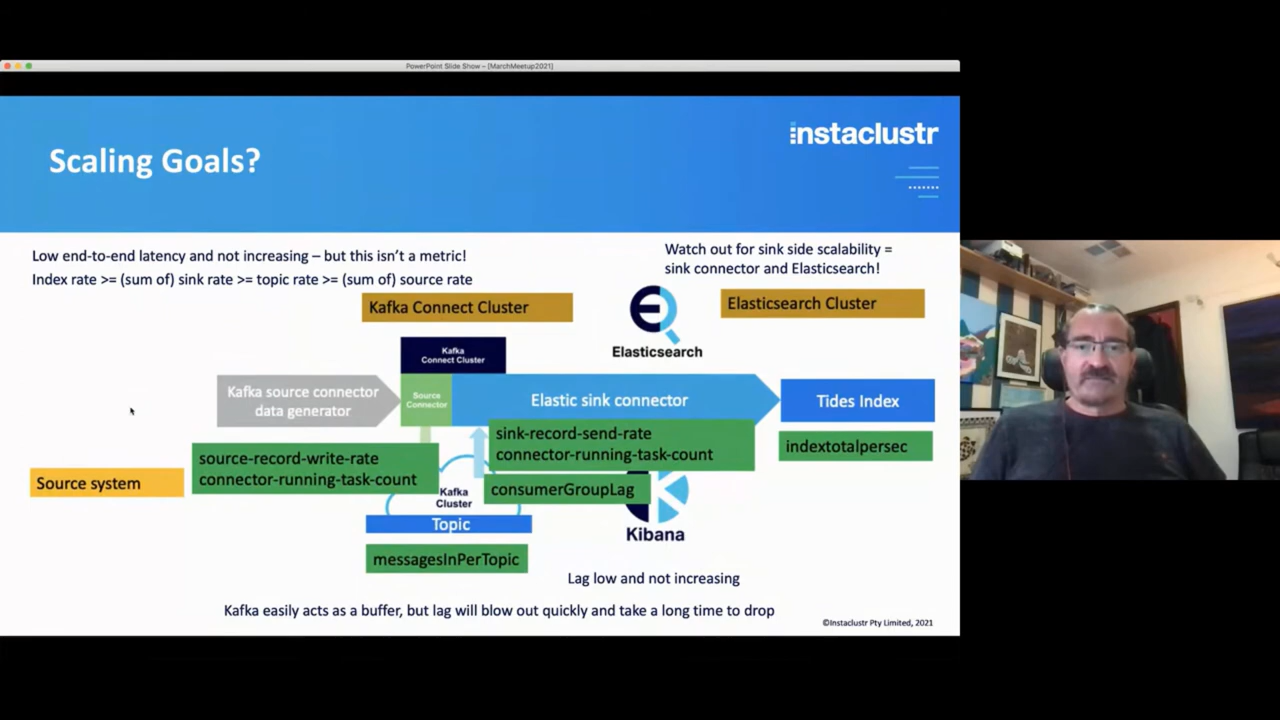 PowerPoint Slide Show – [MarchMeetup2021]
instaclustr
Scaling Goals?
Low end-to-end latency and not increasing – but this isn't a metric!
Index rate >= (sum of) sink rate >= topic rate >= (sum of) source rate
Watch out for sink side scalability =
sink connector and Elasticsearch!
Kafka Connect Cluster
Elasticsearch Cluster
Elasticsearch
Kafka
Connect Cluster
Kafka source connector
data generator
Source
Connector
Elastic sink connector
Tides Index
sink-record-send-rate
connector-running-task-count
indextotalpersec
source-record-write-rate
connector-running-task-count
Source system
consumerGroupLag
Kafka
Cluster
Topic
Kibana
messagesInPerTopic
Lag low and not increasing
Kafka easily acts as a buffer, but lag will blow out quickly and take a long time to drop
©Instaclustr Pty Limited, 2021